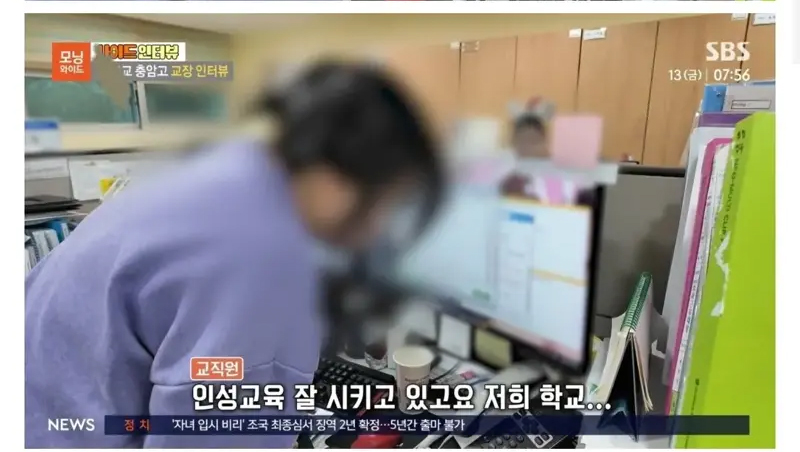 모닝
와이드
이드인터뷰
교 충암고 교장 인터뷰
SBS
13(금) 07:56
교직원
인성교육 잘 시키고 있고요 저희 학교...
NEWS 정 치 '자녀 입시 비리' 조국 최종심서 징역 2년 확정…5년간 출마 불가